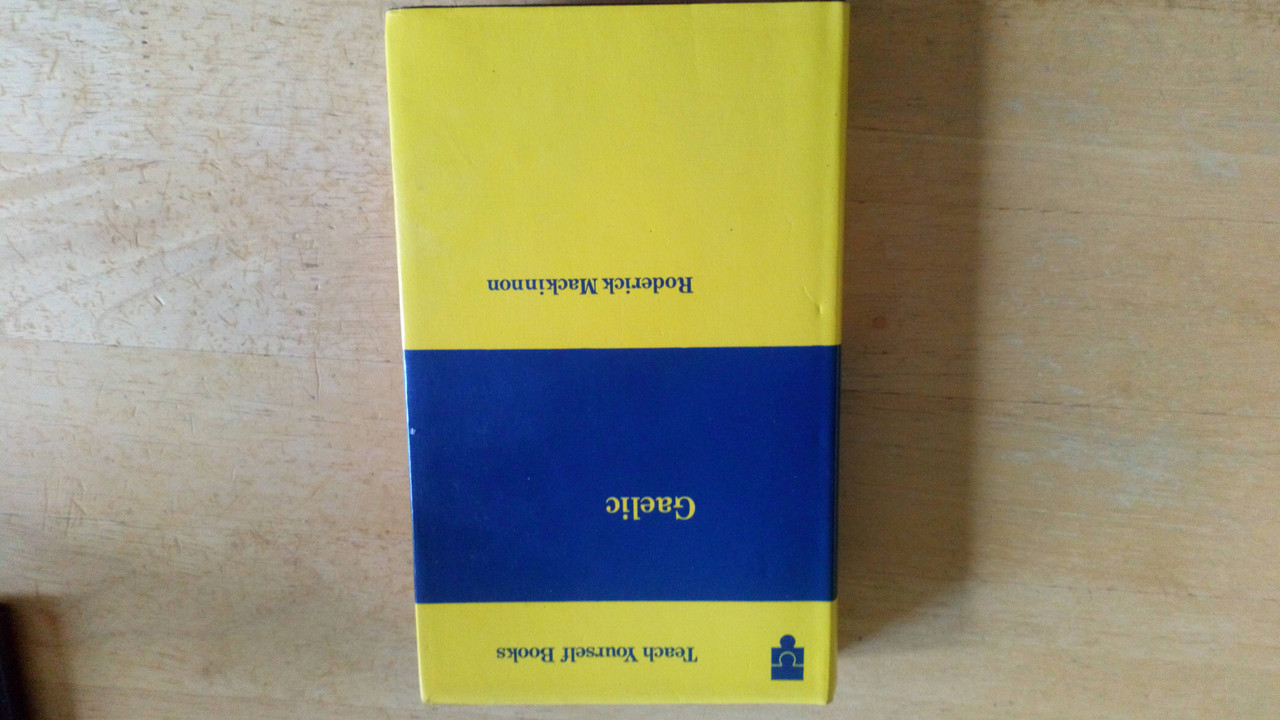 Teach Yourself Books
Gaelic
Roderick Mackinnon